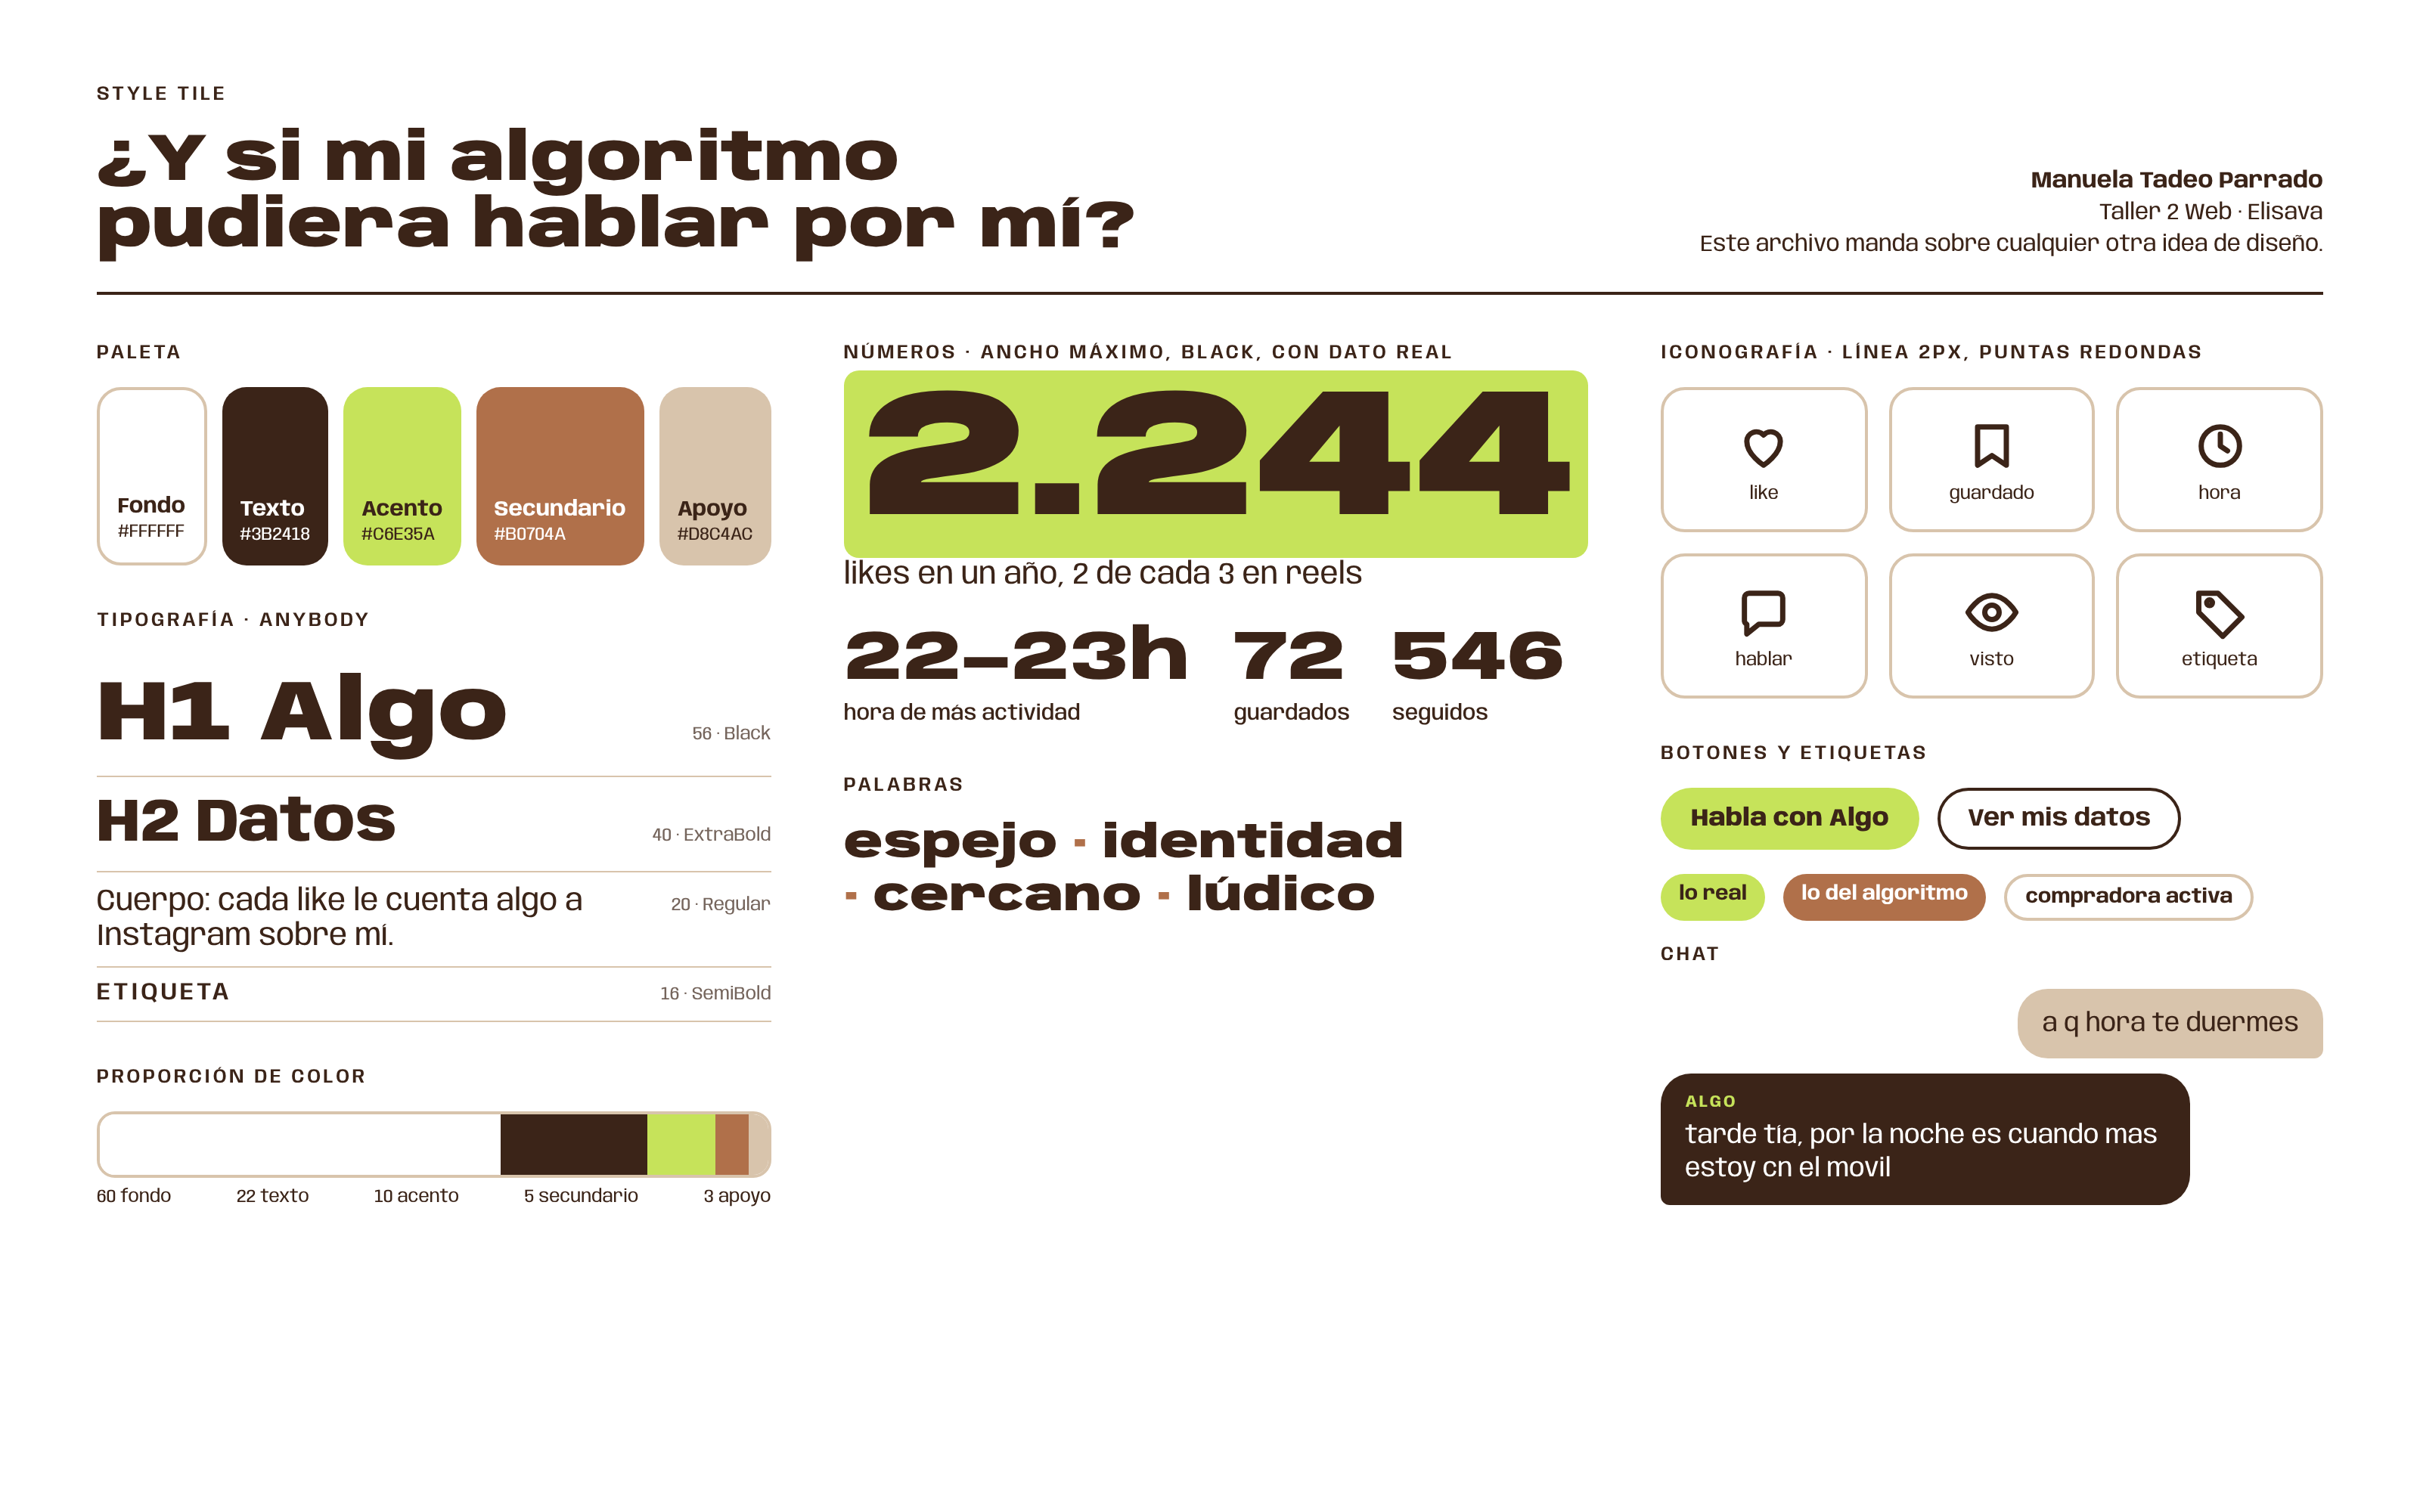 STYLE TILE
¿Y si mi algoritmo
pudiera hablar por mí?
Manuela Tadeo Parrado
Taller 2 Web · Elisava
Este archivo manda sobre cualquier otra idea de diseño.
PALETA
Fondo
#FFFFFF
Texto
#3B2418
Acento
#C6E35A
Secundario
#B0704A
Apoyo
#D8C4AC
TIPOGRAFÍA · ANYBODY
H1 Algo
56 · Black
H2 Datos
40 · ExtraBold
Cuerpo: cada like le cuenta algo a
Instagram sobre mí.
20 · Regular
ETIQUETA
16 · SemiBold
PROPORCIÓN DE COLOR
60 fondo
22 texto
10 acento
5 secundario
3 apoyo
NÚMEROS · ANCHO MÁXIMO, BLACK, CON DATO REAL
2.244
likes en un año, 2 de cada 3 en reels
22–23h
hora de más actividad
72
guardados
546
seguidos
PALABRAS
espejo · identidad
· cercano · lúdico
ICONOGRAFÍA · LÍNEA 2PX, PUNTAS REDONDAS
like
guardado
hora
hablar
visto
etiqueta
BOTONES Y ETIQUETAS
Habla con Algo
Ver mis datos
lo real
lo del algoritmo
compradora activa
CHAT
a q hora te duermes
ALGO
tarde tía, por la noche es cuando mas
estoy cn el movil